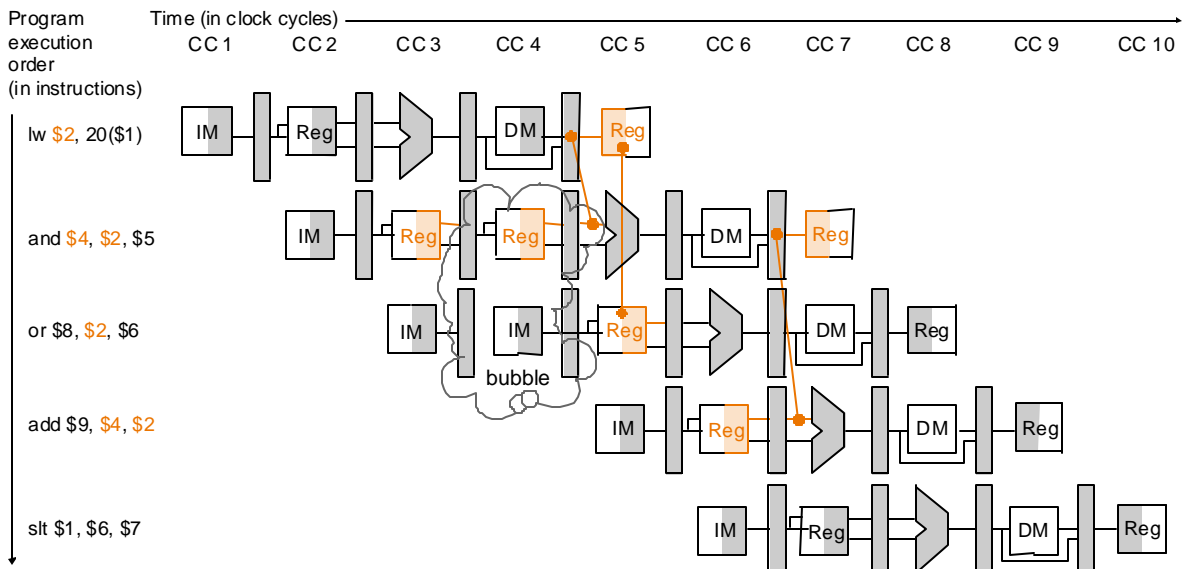 Program
execution
order
(in instructions)
Time (in clock cycles)
CC 1 CC 2 CC 3 CC 4 CC 5 CC 6 CC 7 CC 8 CC 9 CC 10
lw $2, 20($1)
IM Reg DM Reg
and $4, $2, $5
IM Reg Reg DM Reg
or $8, $2, $6
IM IM Reg DM Reg
bubble
add $9, $4, $2
IM Reg DM Reg
slt $1, $6, $7
IM Reg DM Reg